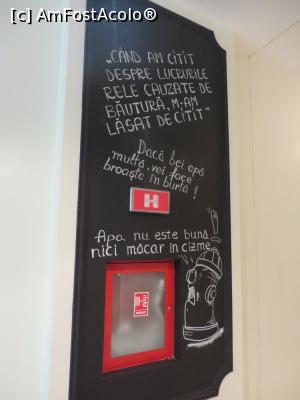 [c] AmFostAcolo®
„CÂND AM CITIT
DESPRE LUCRURILE
RELE CAUZATE DE
BĂUTURĂ, M-AM
LĂSAT DE CITIT”
Dacă bei apă
multă, vei face
broaște în burtă!
H
Apa nu este bună
nici măcar în cizme